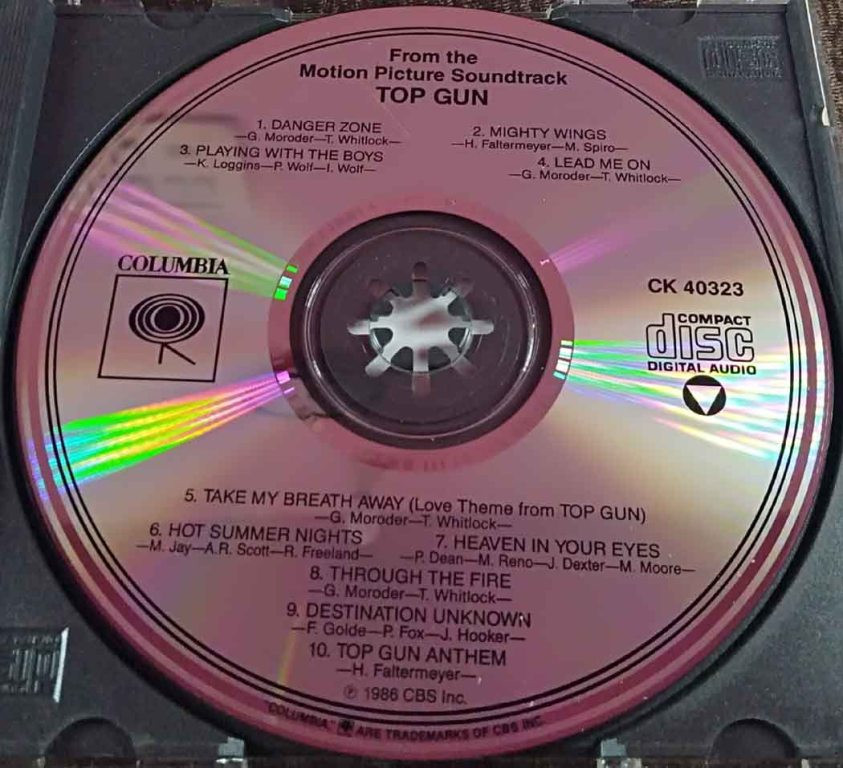 From the
Motion Picture Soundtrack
TOP GUN
1. DANGER ZONE
—G. Moroder—T. Whitlock—
2. MIGHTY WINGS
—H. Faltermeyer—M. Spiro—
3. PLAYING WITH THE BOYS
—K. Loggins—P. Wolf—I. Wolf—
4. LEAD ME ON
—G. Moroder—T. Whitlock—
COLUMBIA
CK 40323
COMPACT
disc
DIGITAL AUDIO
5. TAKE MY BREATH AWAY (Love Theme from TOP GUN)
—G. Moroder—T. Whitlock—
6. HOT SUMMER NIGHTS
—M. Jay—A.R. Scott—R. Freeland—
7. HEAVEN IN YOUR EYES
—P. Dean—M. Reno—J. Dexter—M. Moore—
8. THROUGH THE FIRE
—G. Moroder—T. Whitlock—
9. DESTINATION UNKNOWN
—F. Golde—P. Fox—J. Hooker—
10. TOP GUN ANTHEM
—H. Faltermeyer—
℗ 1986 CBS Inc.
"COLUMBIA," ARE TRADEMARKS OF CBS INC.